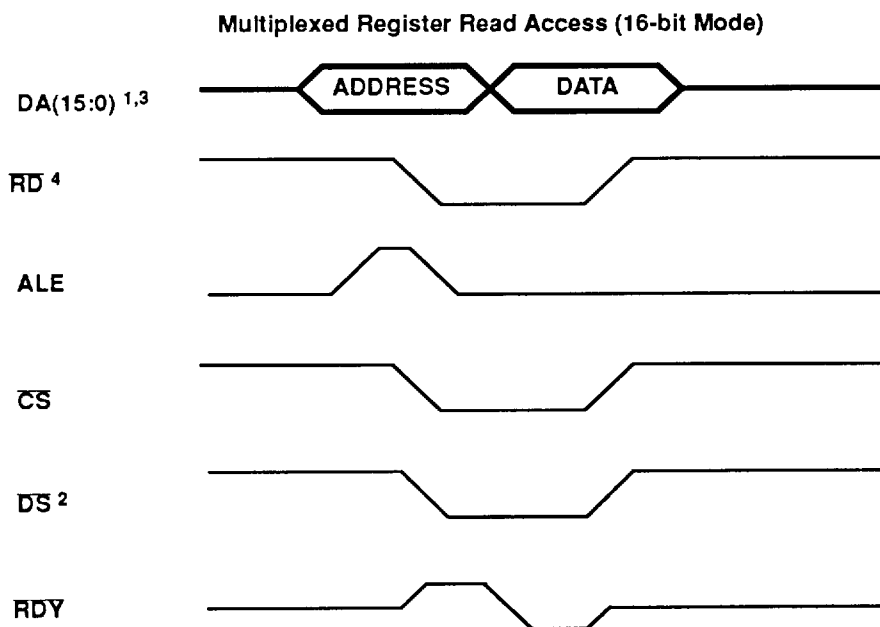 Multiplexed Register Read Access (16-bit Mode)
DA(15:0) 1,3
ADDRESS
DATA
RD 4
ALE
CS
DS 2
RDY